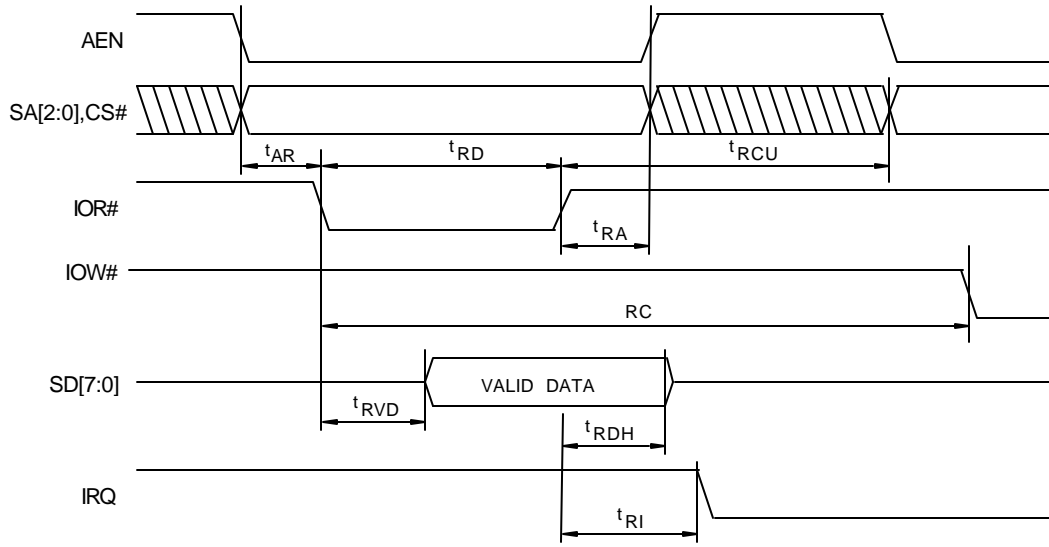 AEN
SA[2:0],CS#
tAR
tRD
tRCU
IOR#
tRA
IOW#
RC
SD[7:0]
VALID DATA
tRVD
tRDH
IRQ
tRI